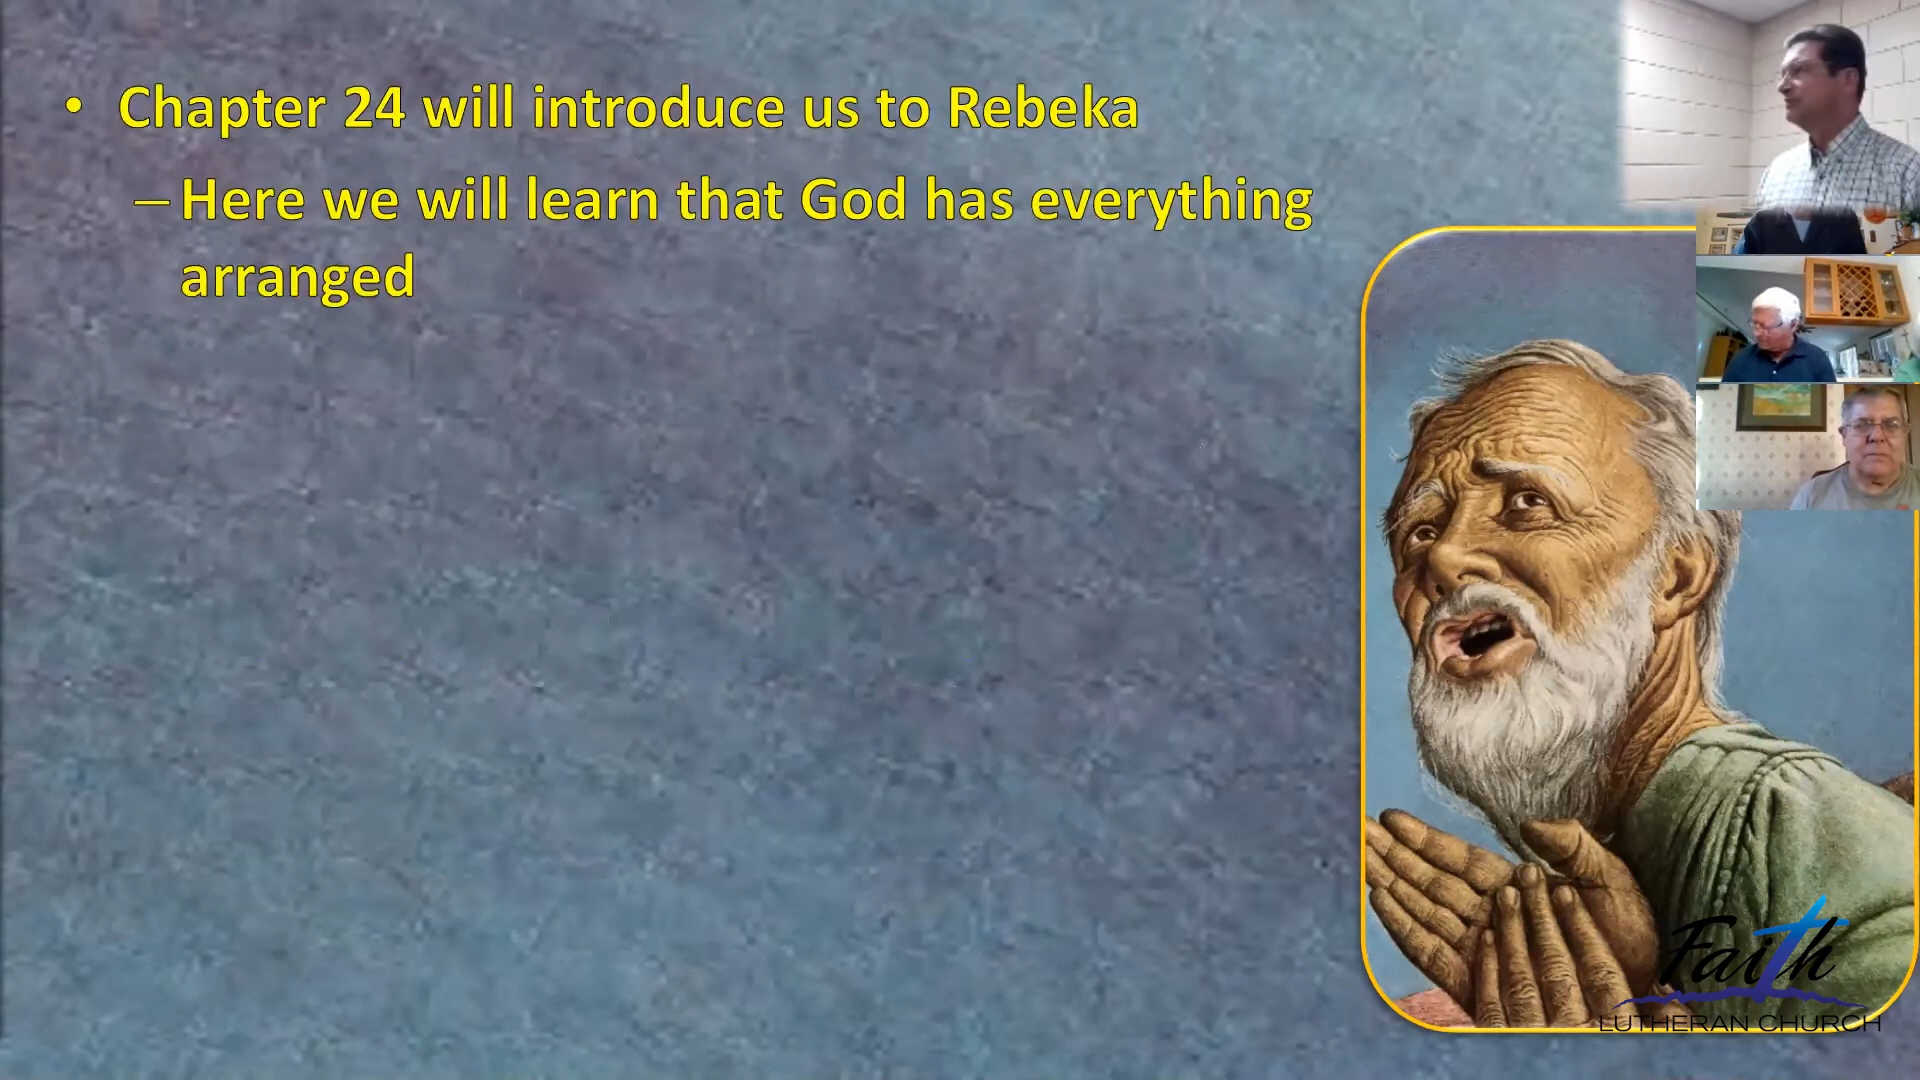 • Chapter 24 will introduce us to Rebeka
– Here we will learn that God has everything
arranged
Faith
LUTHERAN CHURCH